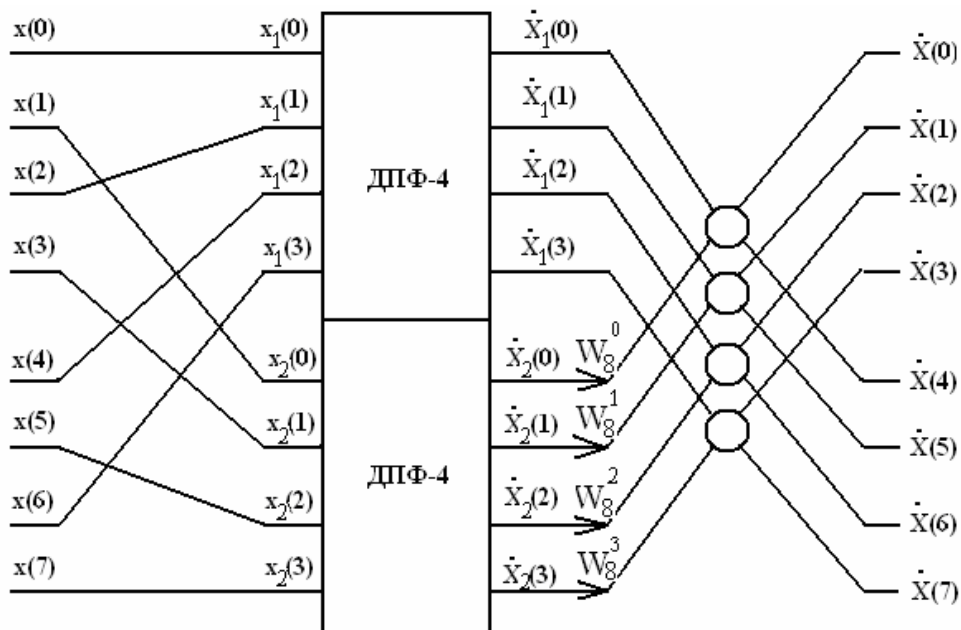 x(0) x₁(0) Ẋ₁(0) Ẋ(0)
x(1) x₁(1) Ẋ₁(1) Ẋ(1)
x(2) x₁(2) ДПФ-4 Ẋ₁(2) Ẋ(2)
x(3) x₁(3) Ẋ₁(3) Ẋ(3)
x(4) x₂(0) Ẋ₂(0) W₈⁰ Ẋ(4)
x(5) x₂(1) Ẋ₂(1) W₈¹ Ẋ(5)
x(6) x₂(2) ДПФ-4 Ẋ₂(2) W₈² Ẋ(6)
x(7) x₂(3) Ẋ₂(3) W₈³ Ẋ(7)